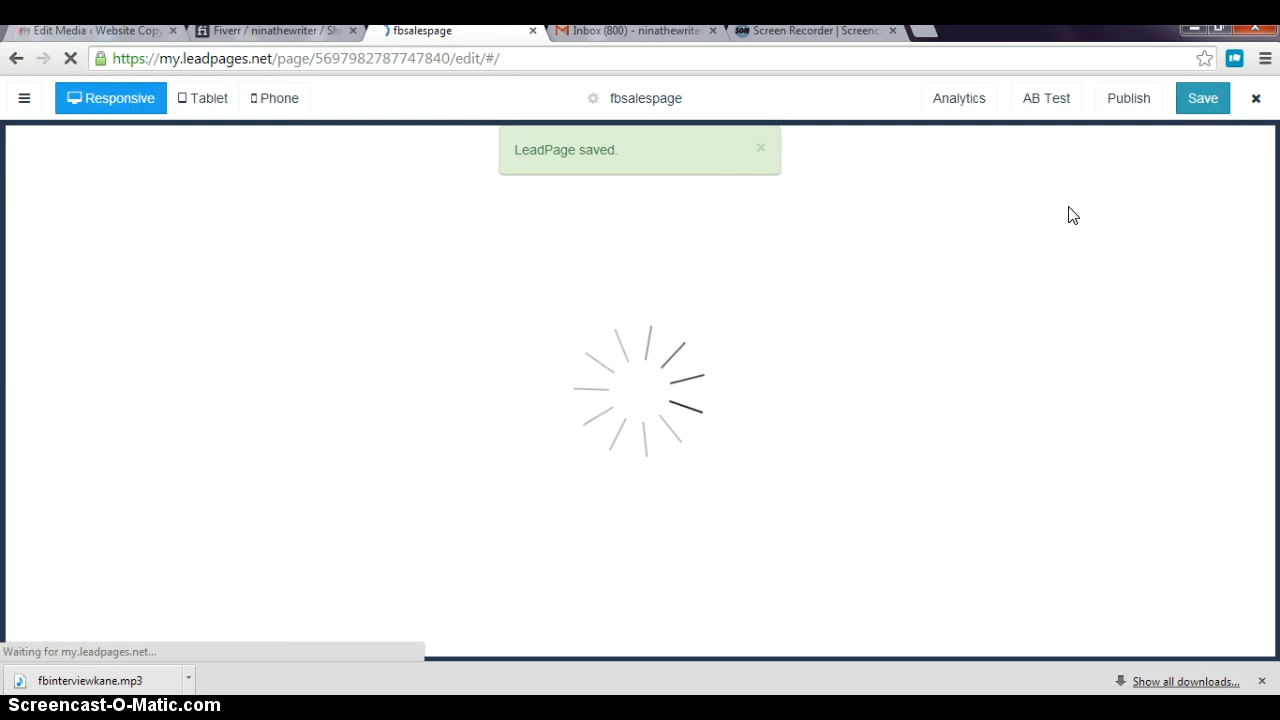 Edit Media ‹ Website Copy
Fiverr / ninathewriter / Sh
fbsalespage
Inbox (800) - ninathewrite
Screen Recorder | Screenc
https://my.leadpages.net/page/5697982787747840/edit/#/
Responsive
Tablet
Phone
fbsalespage
Analytics
AB Test
Publish
Save
LeadPage saved.
Waiting for my.leadpages.net...
fbinterviewkane.mp3
Show all downloads...
Screencast-O-Matic.com